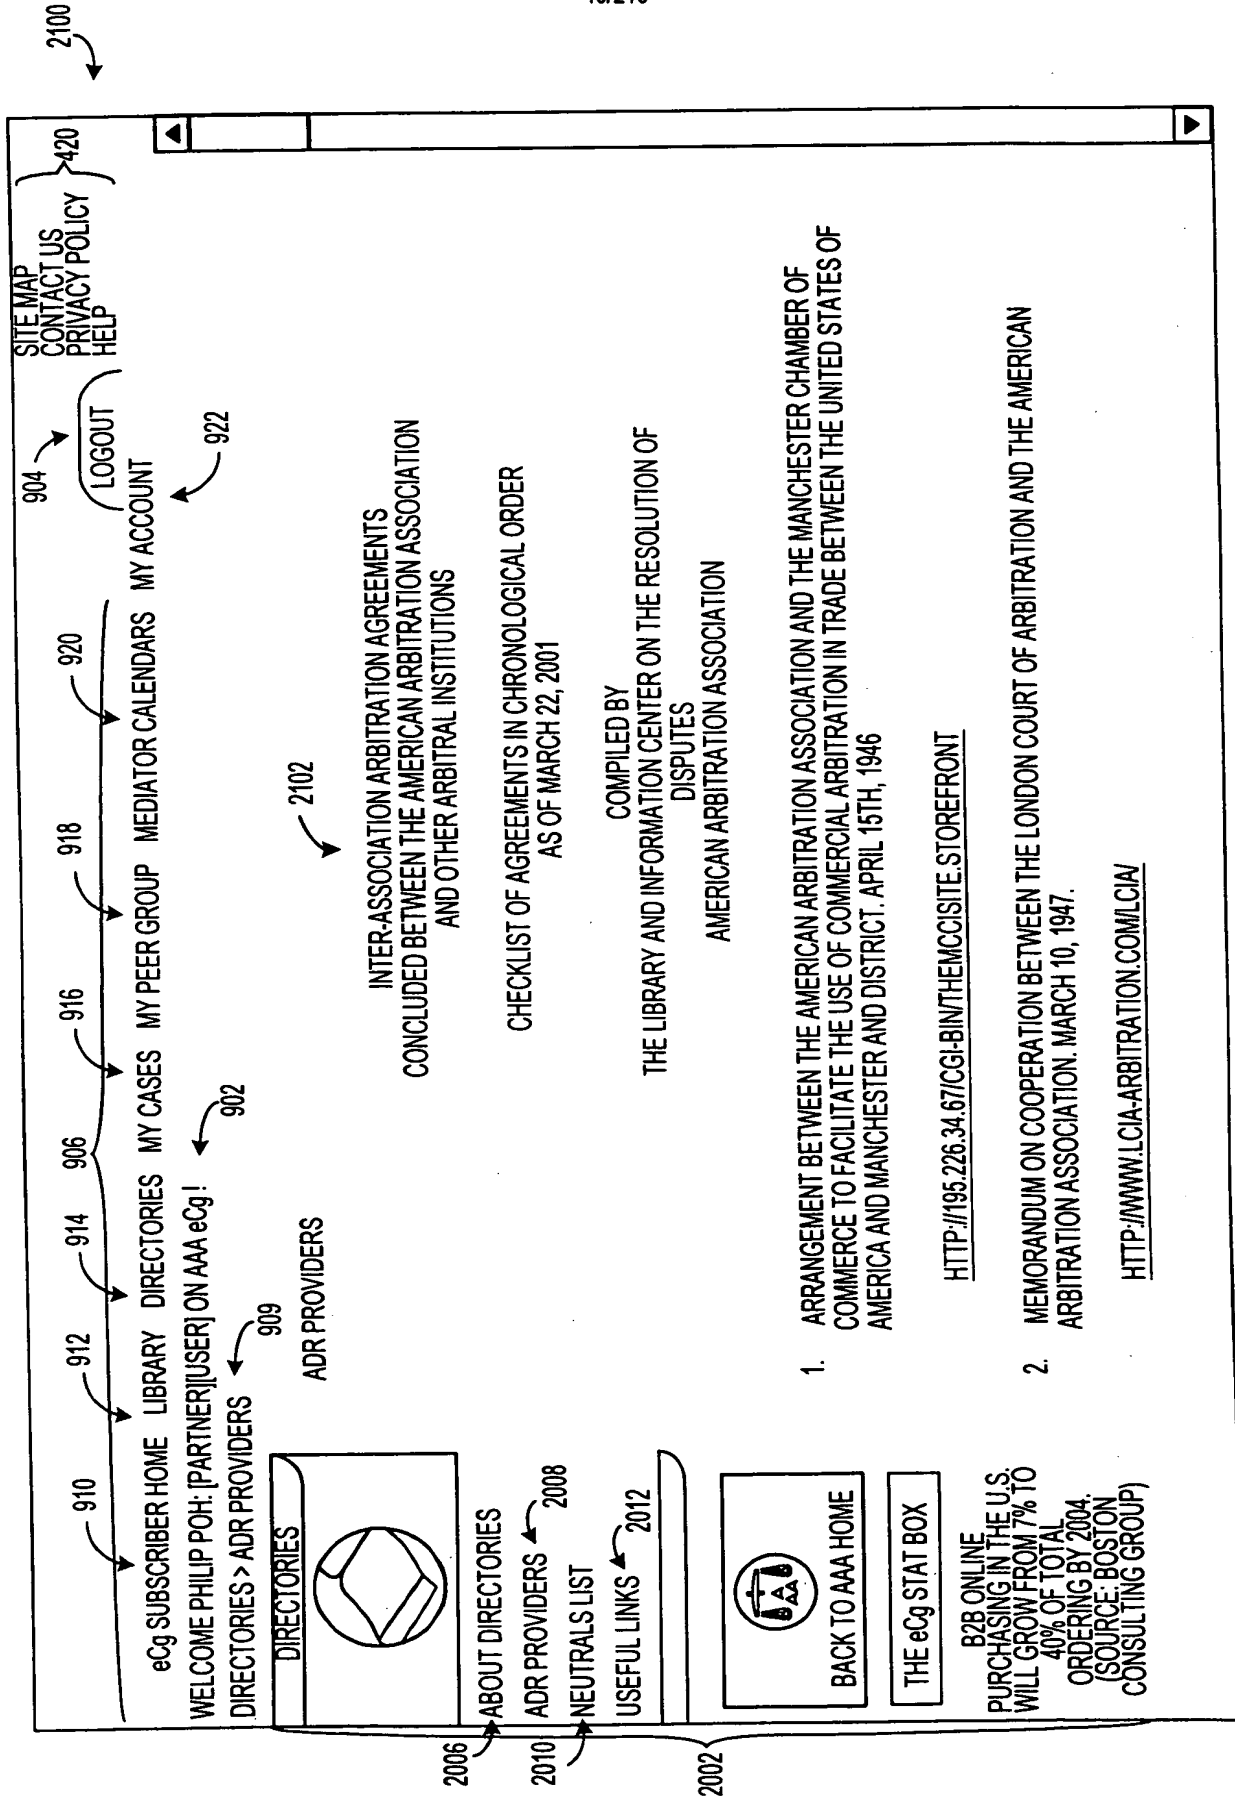 2100
SITE MAP
CONTACT US
PRIVACY POLICY
HELP
420
904
LOGOUT
906
910
912
914
916
918
920
922
eCg SUBSCRIBER HOME LIBRARY DIRECTORIES MY CASES MY PEER GROUP MEDIATOR CALENDARS MY ACCOUNT
WELCOME PHILIP POH: [PARTNER][USER] ON AAA eCg !
902
DIRECTORIES > ADR PROVIDERS
909
DIRECTORIES
2006
ABOUT DIRECTORIES
ADR PROVIDERS
2008
2010
NEUTRALS LIST
USEFUL LINKS
2012
2002
AAA
BACK TO AAA HOME
THE eCg STAT BOX
B2B ONLINE
PURCHASING IN THE U.S.
WILL GROW FROM 7% TO
40% OF TOTAL
ORDERING BY 2004.
(SOURCE: BOSTON
CONSULTING GROUP)
ADR PROVIDERS
2102
INTER-ASSOCIATION ARBITRATION AGREEMENTS
CONCLUDED BETWEEN THE AMERICAN ARBITRATION ASSOCIATION
AND OTHER ARBITRAL INSTITUTIONS
CHECKLIST OF AGREEMENTS IN CHRONOLOGICAL ORDER
AS OF MARCH 22, 2001
COMPILED BY
THE LIBRARY AND INFORMATION CENTER ON THE RESOLUTION OF
DISPUTES
AMERICAN ARBITRATION ASSOCIATION
1. ARRANGEMENT BETWEEN THE AMERICAN ARBITRATION ASSOCIATION AND THE MANCHESTER CHAMBER OF
COMMERCE TO FACILITATE THE USE OF COMMERCIAL ARBITRATION IN TRADE BETWEEN THE UNITED STATES OF
AMERICA AND MANCHESTER AND DISTRICT. APRIL 15TH, 1946
HTTP://195.226.34.67/CGI-BIN/THEMCCISITE.STOREFRONT
2. MEMORANDUM ON COOPERATION BETWEEN THE LONDON COURT OF ARBITRATION AND THE AMERICAN
ARBITRATION ASSOCIATION. MARCH 10, 1947.
HTTP://WWW.LCIA-ARBITRATION.COM/LCIA/